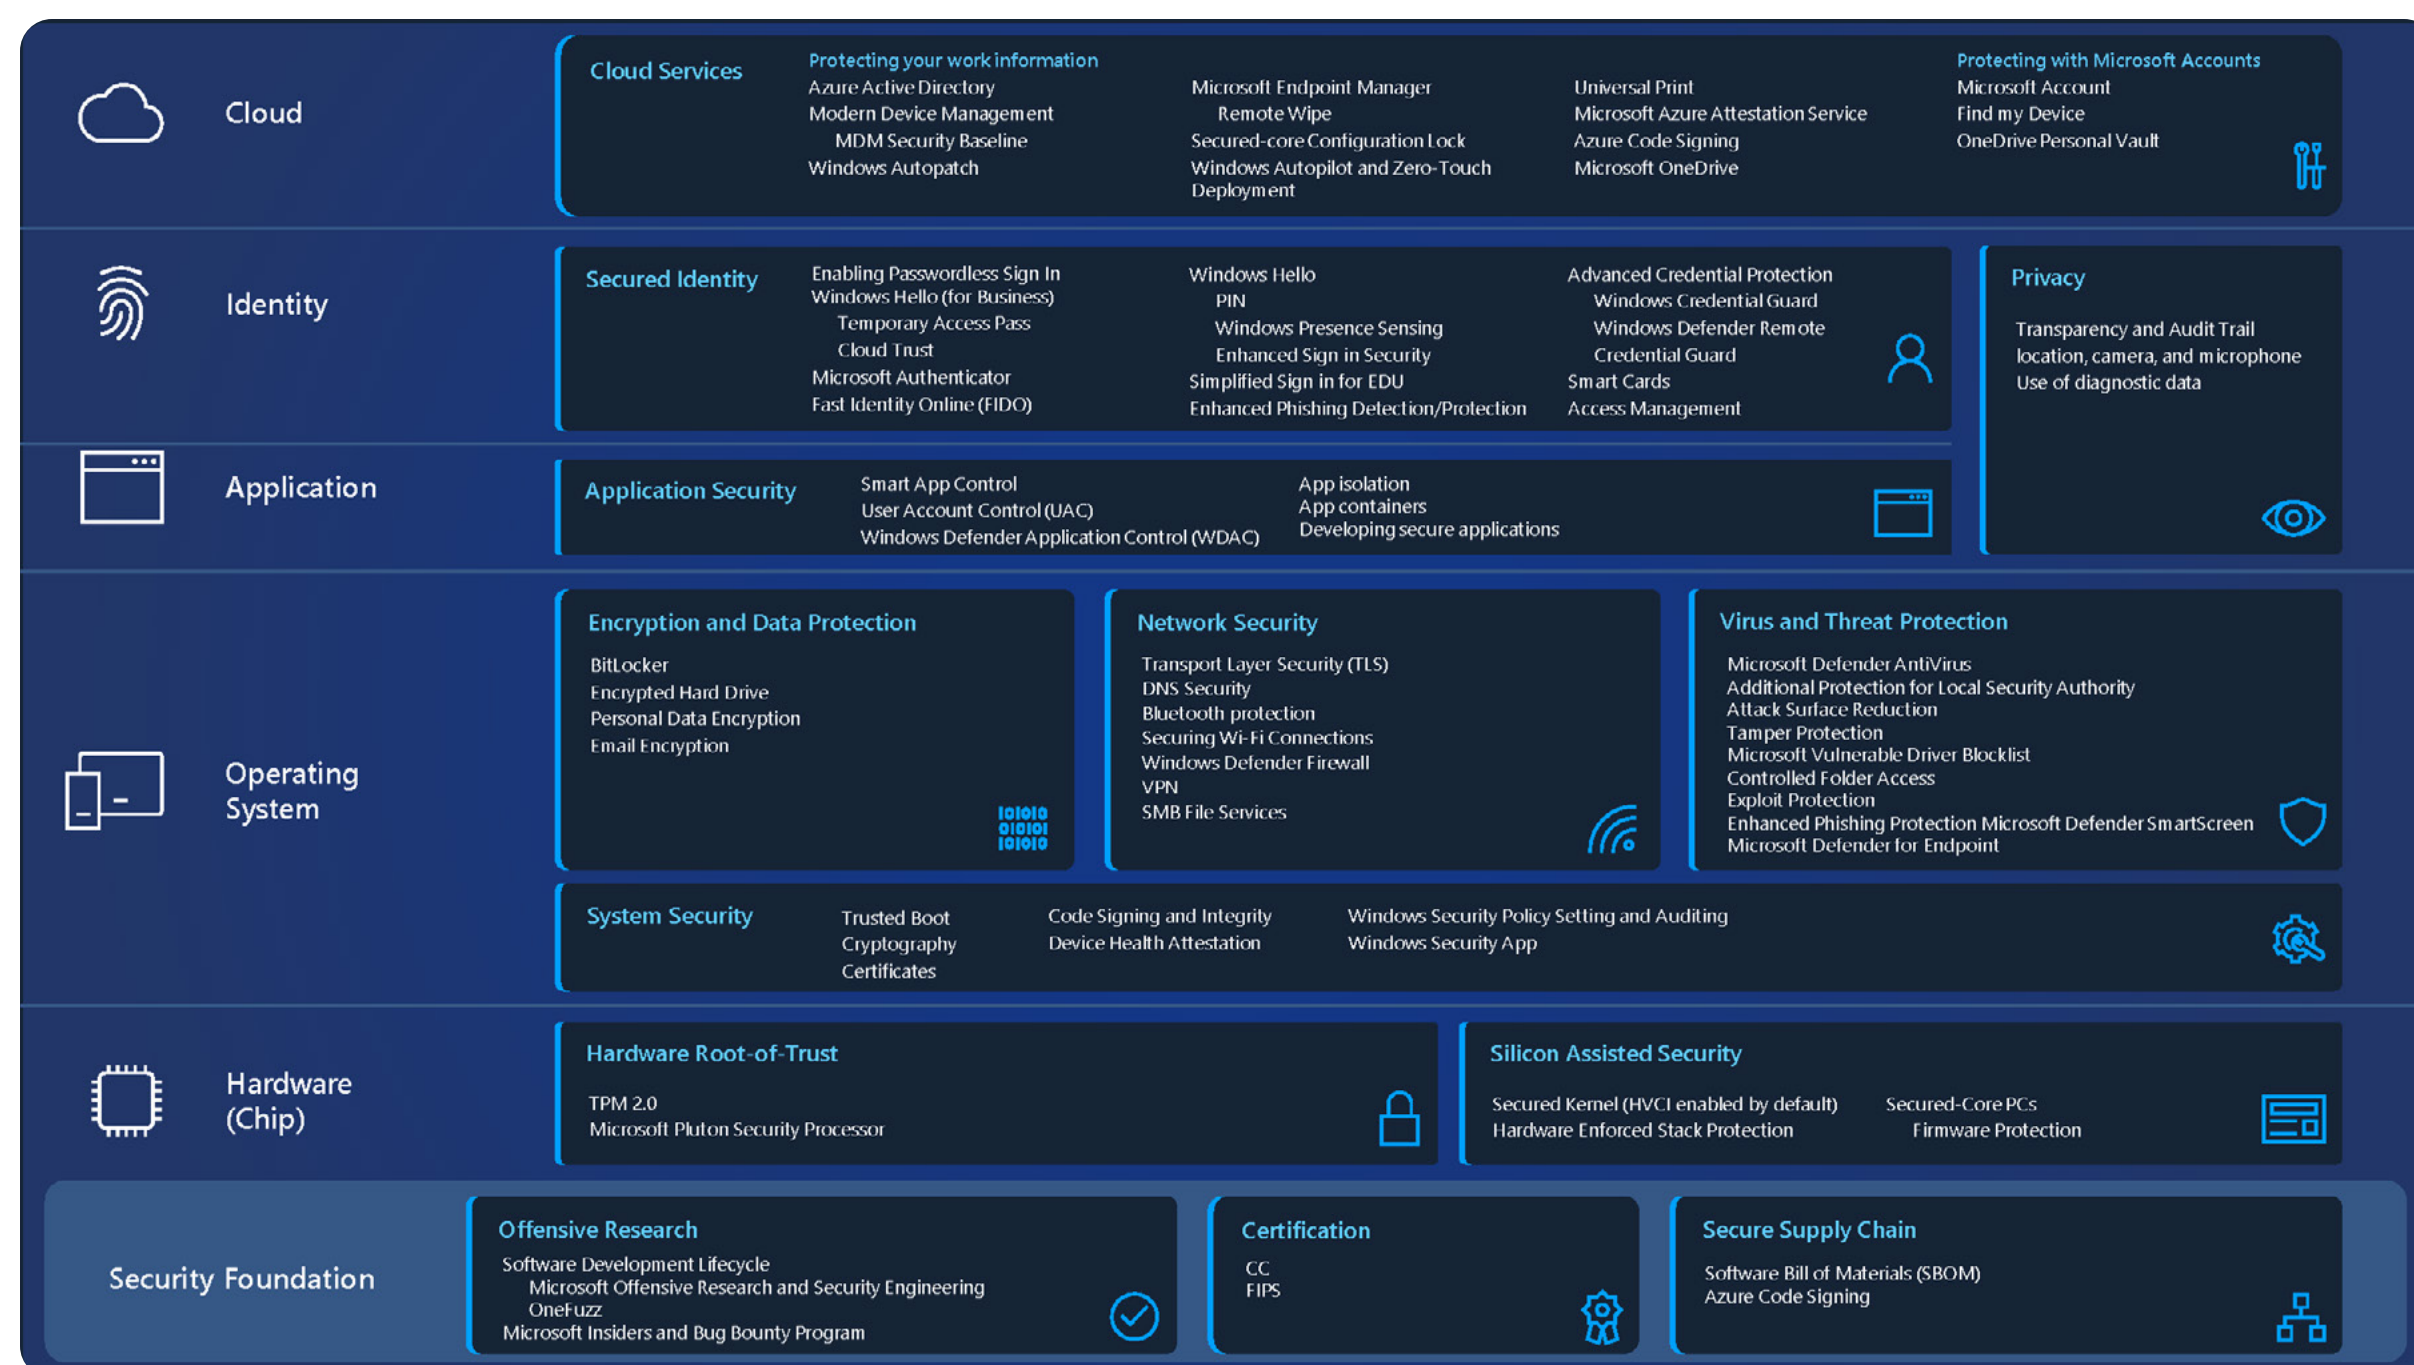 Cloud
Cloud Services
Protecting your work information
Azure Active Directory
Modern Device Management
MDM Security Baseline
Windows Autopatch
Microsoft Endpoint Manager
Remote Wipe
Secured-core Configuration Lock
Windows Autopilot and Zero-Touch
Deployment
Universal Print
Microsoft Azure Attestation Service
Azure Code Signing
Microsoft OneDrive
Protecting with Microsoft Accounts
Microsoft Account
Find my Device
OneDrive Personal Vault
Identity
Secured Identity
Enabling Passwordless Sign In
Windows Hello (for Business)
Temporary Access Pass
Cloud Trust
Microsoft Authenticator
Fast Identity Online (FIDO)
Windows Hello
PIN
Windows Presence Sensing
Enhanced Sign in Security
Simplified Sign in for EDU
Enhanced Phishing Detection/Protection
Advanced Credential Protection
Windows Credential Guard
Windows Defender Remote
Credential Guard
Smart Cards
Access Management
Privacy
Transparency and Audit Trail
location, camera, and microphone
Use of diagnostic data
Application
Application Security
Smart App Control
User Account Control (UAC)
Windows Defender Application Control (WDAC)
App isolation
App containers
Developing secure applications
Operating
System
Encryption and Data Protection
BitLocker
Encrypted Hard Drive
Personal Data Encryption
Email Encryption
101010
010101
101010
Network Security
Transport Layer Security (TLS)
DNS Security
Bluetooth protection
Securing Wi-Fi Connections
Windows Defender Firewall
VPN
SMB File Services
Virus and Threat Protection
Microsoft Defender AntiVirus
Additional Protection for Local Security Authority
Attack Surface Reduction
Tamper Protection
Microsoft Vulnerable Driver Blocklist
Controlled Folder Access
Exploit Protection
Enhanced Phishing Protection Microsoft Defender SmartScreen
Microsoft Defender for Endpoint
System Security
Trusted Boot
Cryptography
Certificates
Code Signing and Integrity
Device Health Attestation
Windows Security Policy Setting and Auditing
Windows Security App
Hardware
(Chip)
Hardware Root-of-Trust
TPM 2.0
Microsoft Pluton Security Processor
Silicon Assisted Security
Secured Kernel (HVCI enabled by default)
Hardware Enforced Stack Protection
Secured-Core PCs
Firmware Protection
Security Foundation
Offensive Research
Software Development Lifecycle
Microsoft Offensive Research and Security Engineering
OneFuzz
Microsoft Insiders and Bug Bounty Program
Certification
CC
FIPS
Secure Supply Chain
Software Bill of Materials (SBOM)
Azure Code Signing